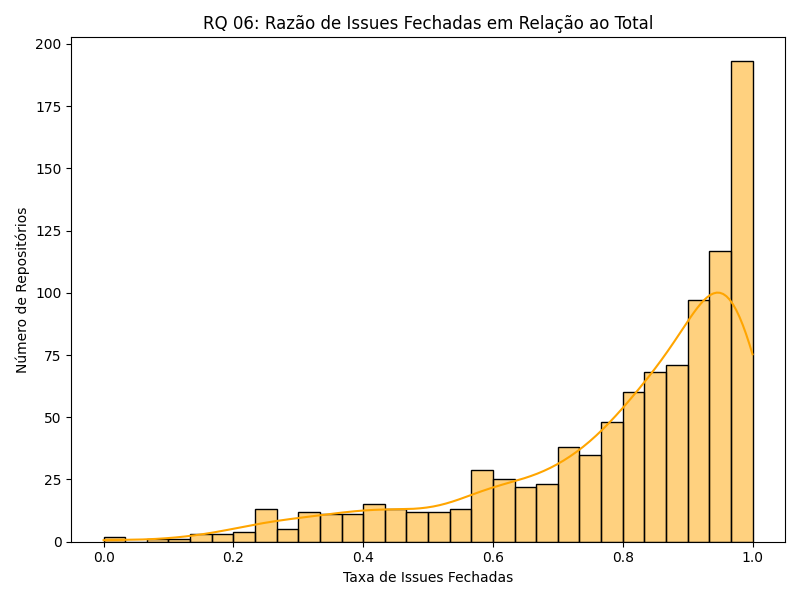 RQ 06: Razão de Issues Fechadas em Relação ao Total
200
175
150
125
100
75
50
25
0
Número de Repositórios
0.0 0.2 0.4 0.6 0.8 1.0
Taxa de Issues Fechadas